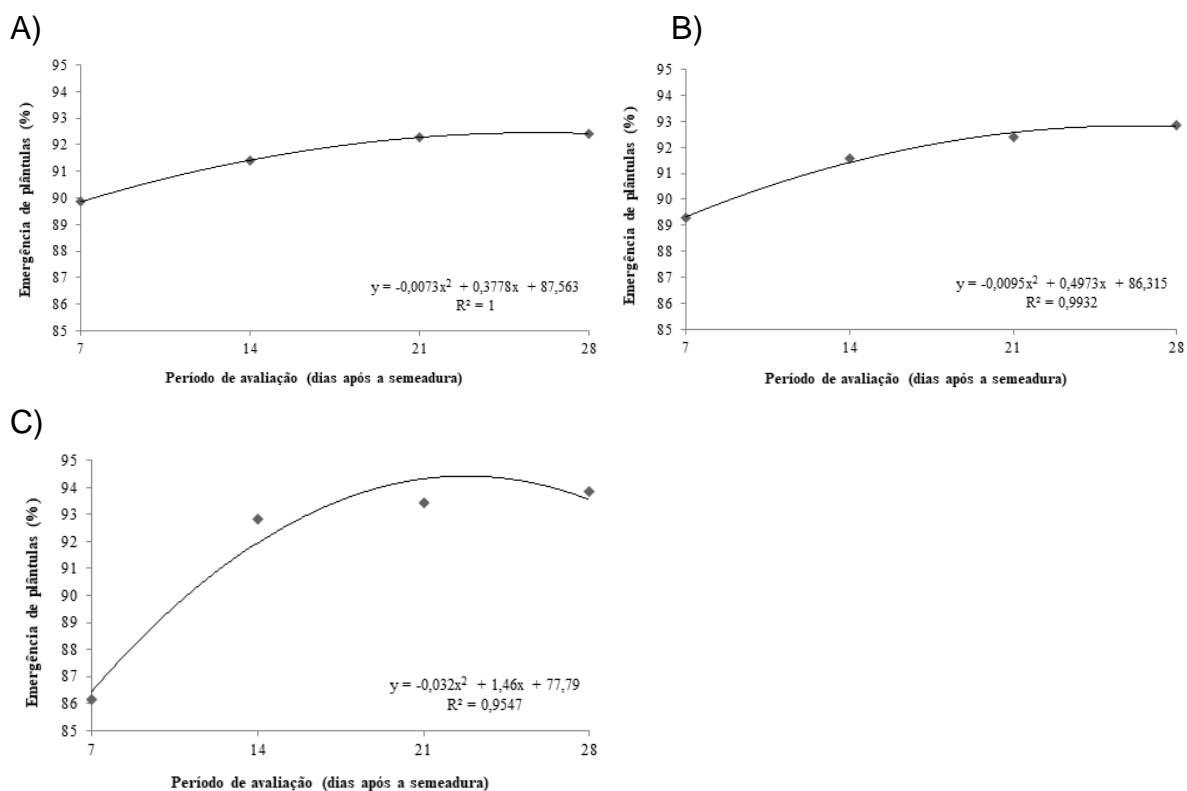 A)
95
94
93
92
91
90
89
88
87
86
85
Emergência de plântulas (%)
y = -0,0073x² + 0,3778x + 87,563
R² = 1
7 14 21 28
Período de avaliação (dias após a semeadura)
B)
95
94
93
92
91
90
89
88
87
86
85
Emergência de plântulas (%)
y = -0,0095x² + 0,4973x + 86,315
R² = 0,9932
7 14 21 28
Período de avaliação (dias após a semeadura)
C)
95
94
93
92
91
90
89
88
87
86
85
Emergência de plântulas (%)
y = -0,032x² + 1,46x + 77,79
R² = 0,9547
7 14 21 28
Período de avaliação (dias após a semeadura)